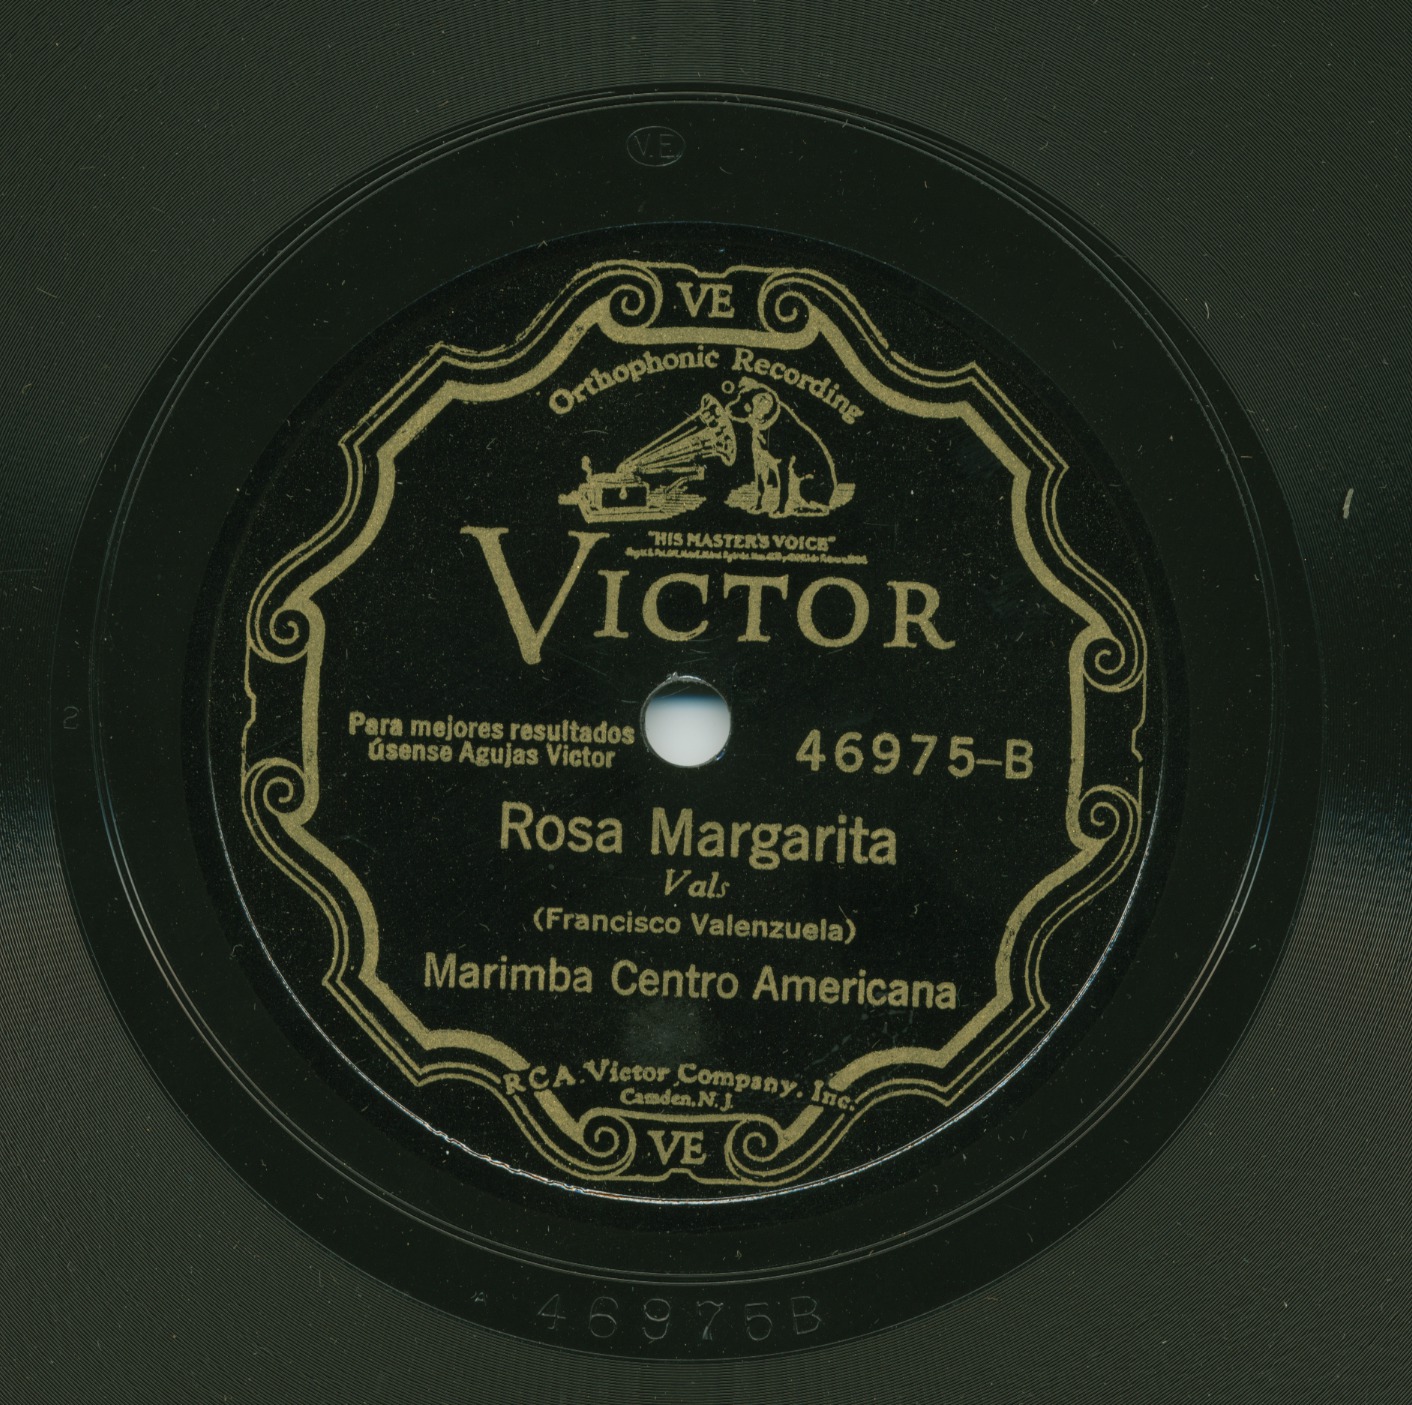 V.E.
VE
Orthophonic Recording
"HIS MASTER'S VOICE"
VICTOR
Para mejores resultados
úsense Agujas Victor
46975-B
Rosa Margarita
Vals
(Francisco Valenzuela)
Marimba Centro Americana
RCA Victor Company, Inc.
Camden, N. J.
VE
2
46975B